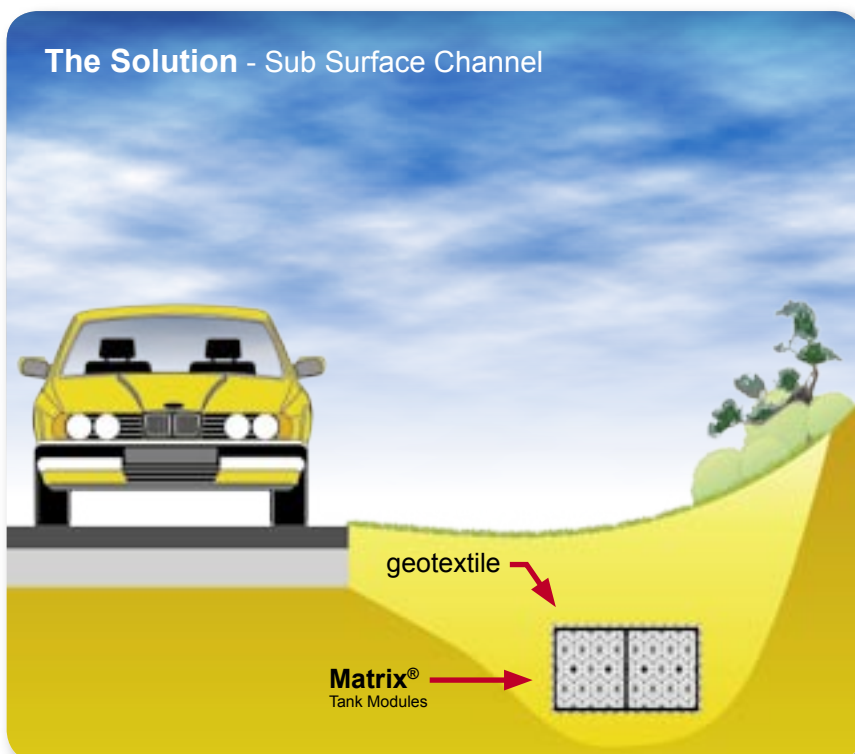 The Solution - Sub Surface Channel
geotextile
Matrix®
Tank Modules